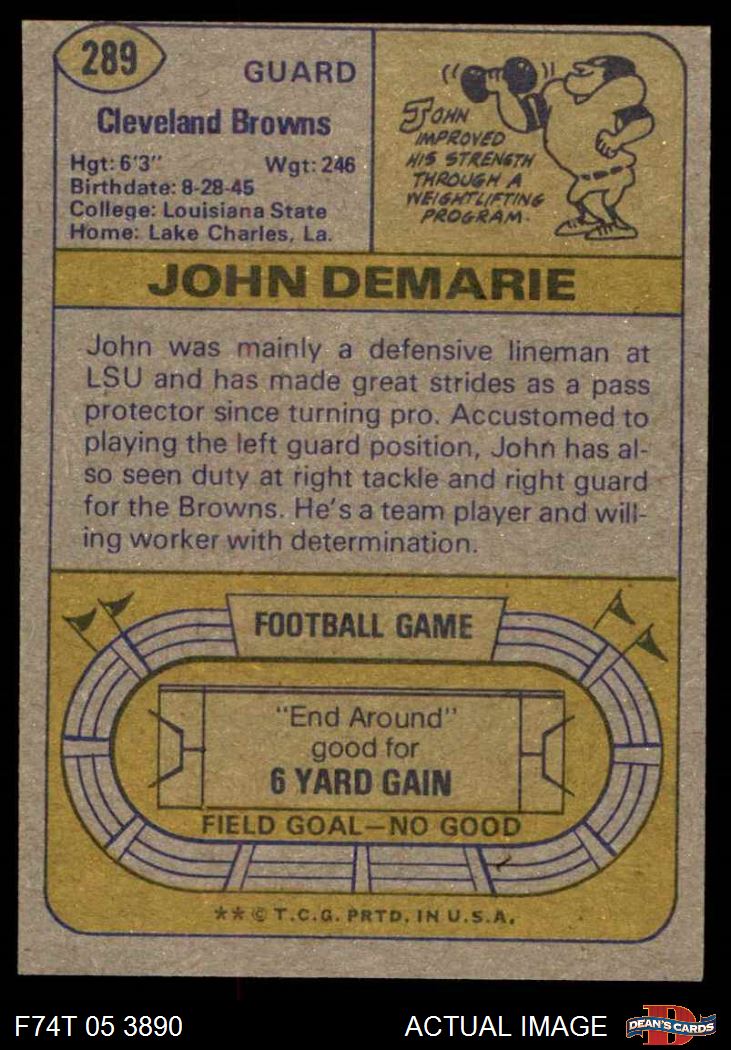 289
GUARD
Cleveland Browns
Hgt: 6'3" Wgt: 246
Birthdate: 8-28-45
College: Louisiana State
Home: Lake Charles, La.
JOHN
IMPROVED
HIS STRENGTH
THROUGH A
WEIGHTLIFTING
PROGRAM.
JOHN DEMARIE
John was mainly a defensive lineman at
LSU and has made great strides as a pass
protector since turning pro. Accustomed to
playing the left guard position, John has al-
so seen duty at right tackle and right guard
for the Browns. He's a team player and will-
ing worker with determination.
FOOTBALL GAME
"End Around"
good for
6 YARD GAIN
FIELD GOAL—NO GOOD
** © T.C.G. PRTD. IN U.S.A.
F74T 05 3890
ACTUAL IMAGE
D
DEAN'S CARDS